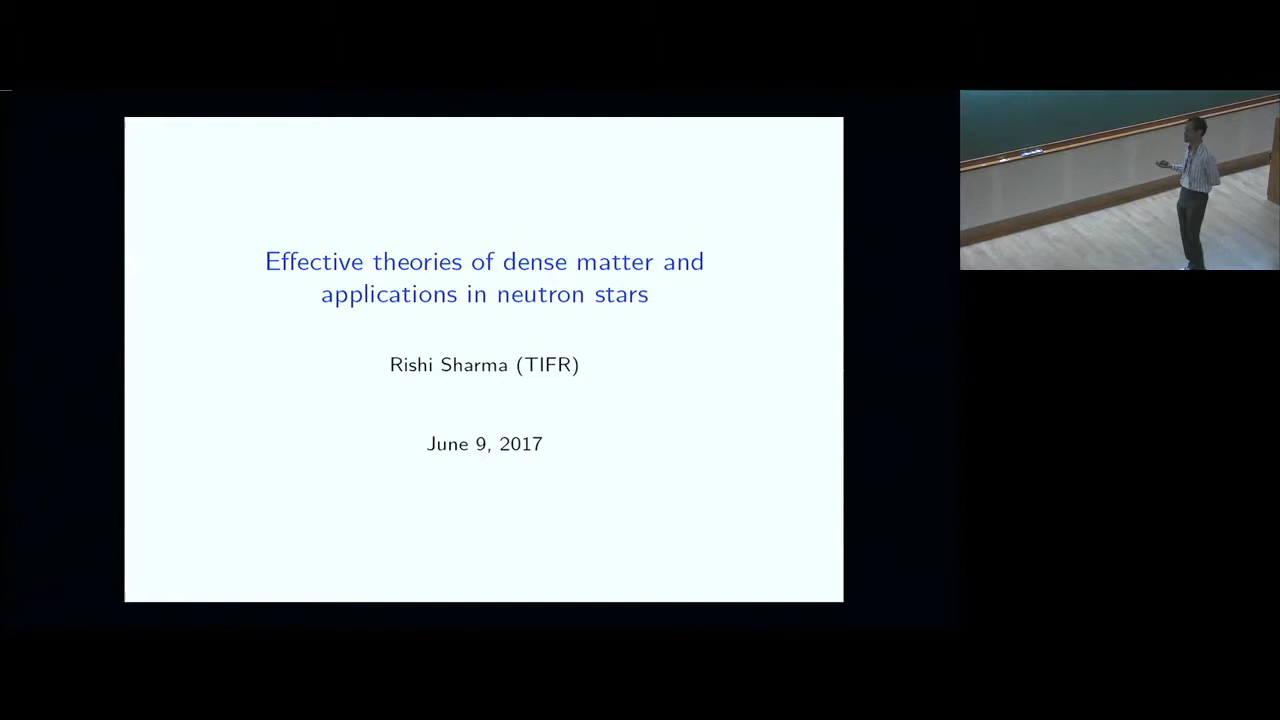 Effective theories of dense matter and
applications in neutron stars
Rishi Sharma (TIFR)
June 9, 2017